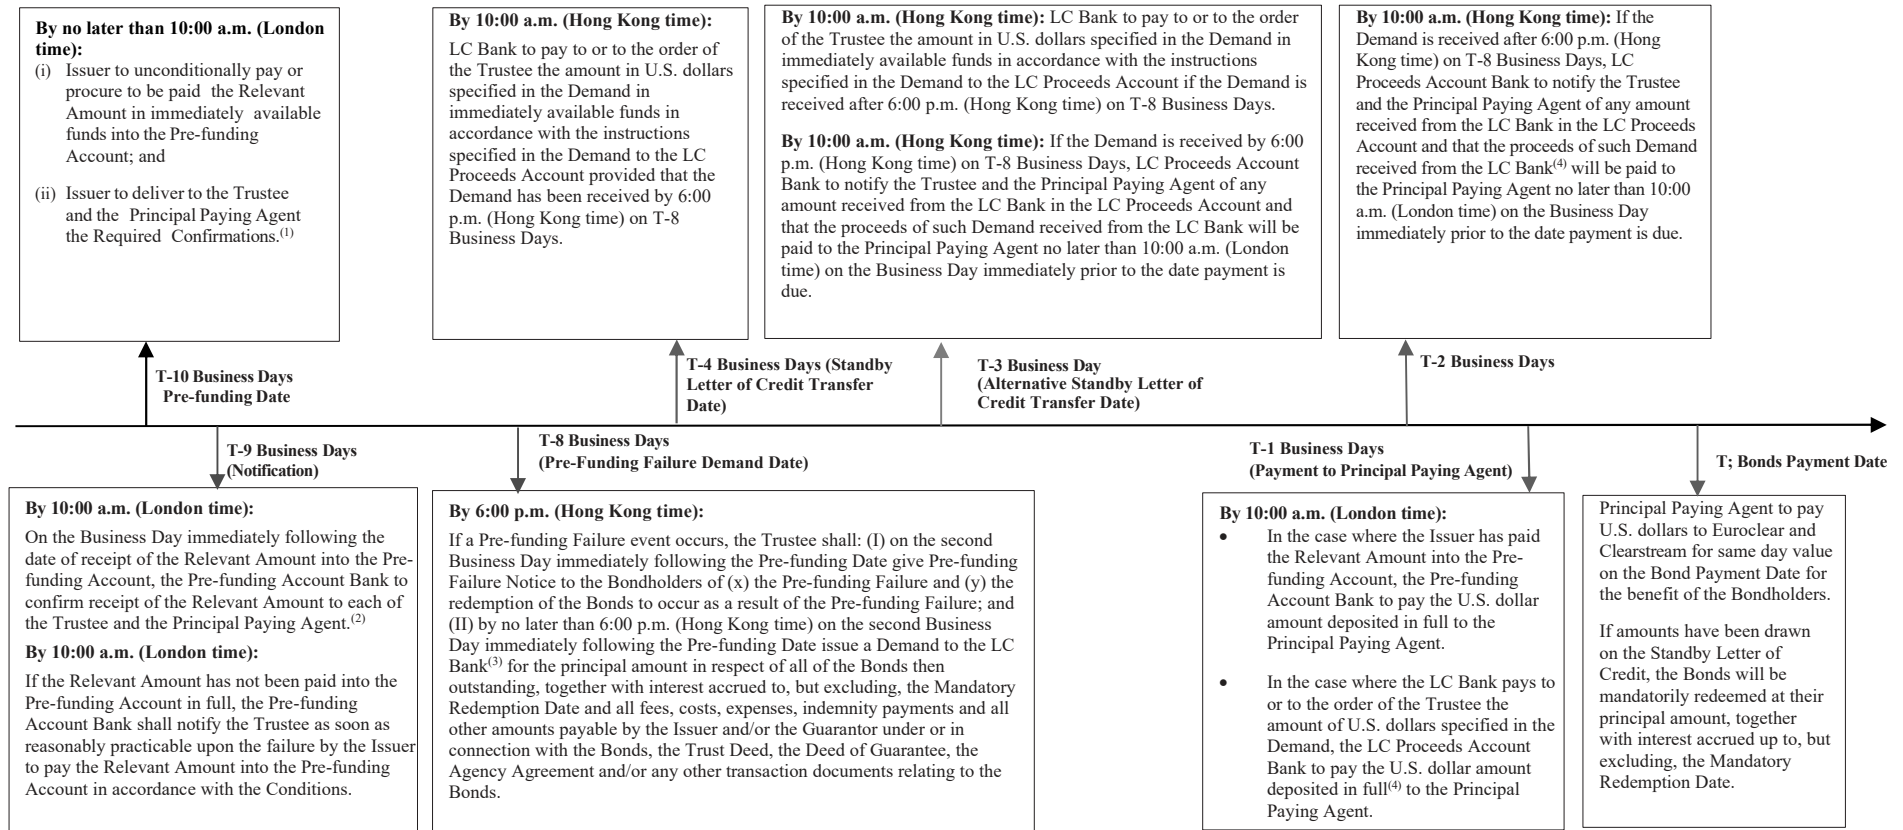 By no later than 10:00 a.m. (London
time):
(i) Issuer to unconditionally pay or
procure to be paid the Relevant
Amount in immediately available
funds into the Pre-funding
Account; and
(ii) Issuer to deliver to the Trustee
and the Principal Paying Agent
the Required Confirmations.(1)
By 10:00 a.m. (Hong Kong time):
LC Bank to pay to or to the order of
the Trustee the amount in U.S. dollars
specified in the Demand in
immediately available funds in
accordance with the instructions
specified in the Demand to the LC
Proceeds Account provided that the
Demand has been received by 6:00
p.m. (Hong Kong time) on T-8
Business Days.
By 10:00 a.m. (Hong Kong time): LC Bank to pay to or to the order
of the Trustee the amount in U.S. dollars specified in the Demand in
immediately available funds in accordance with the instructions
specified in the Demand to the LC Proceeds Account if the Demand is
received after 6:00 p.m. (Hong Kong time) on T-8 Business Days.
By 10:00 a.m. (Hong Kong time): If the Demand is received by 6:00
p.m. (Hong Kong time) on T-8 Business Days, LC Proceeds Account
Bank to notify the Trustee and the Principal Paying Agent of any
amount received from the LC Bank in the LC Proceeds Account and
that the proceeds of such Demand received from the LC Bank will be
paid to the Principal Paying Agent no later than 10:00 a.m. (London
time) on the Business Day immediately prior to the date payment is
due.
By 10:00 a.m. (Hong Kong time): If the
Demand is received after 6:00 p.m. (Hong
Kong time) on T-8 Business Days, LC
Proceeds Account Bank to notify the Trustee
and the Principal Paying Agent of any amount
received from the LC Bank in the LC Proceeds
Account and that the proceeds of such Demand
received from the LC Bank(4) will be paid to
the Principal Paying Agent no later than 10:00
a.m. (London time) on the Business Day
immediately prior to the date payment is due.
T-10 Business Days
Pre-funding Date
T-4 Business Days (Standby
Letter of Credit Transfer
Date)
T-3 Business Day
(Alternative Standby Letter of
Credit Transfer Date)
T-2 Business Days
T-9 Business Days
(Notification)
T-8 Business Days
(Pre-Funding Failure Demand Date)
T-1 Business Days
(Payment to Principal Paying Agent)
T; Bonds Payment Date
By 10:00 a.m. (London time):
On the Business Day immediately following the
date of receipt of the Relevant Amount into the Pre-
funding Account, the Pre-funding Account Bank to
confirm receipt of the Relevant Amount to each of
the Trustee and the Principal Paying Agent.(2)
By 10:00 a.m. (London time):
If the Relevant Amount has not been paid into the
Pre-funding Account in full, the Pre-funding
Account Bank shall notify the Trustee as soon as
reasonably practicable upon the failure by the Issuer
to pay the Relevant Amount into the Pre-funding
Account in accordance with the Conditions.
By 6:00 p.m. (Hong Kong time):
If a Pre-funding Failure event occurs, the Trustee shall: (I) on the second
Business Day immediately following the Pre-funding Date give Pre-funding
Failure Notice to the Bondholders of (x) the Pre-funding Failure and (y) the
redemption of the Bonds to occur as a result of the Pre-funding Failure; and
(II) by no later than 6:00 p.m. (Hong Kong time) on the second Business
Day immediately following the Pre-funding Date issue a Demand to the LC
Bank(3) for the principal amount in respect of all of the Bonds then
outstanding, together with interest accrued to, but excluding, the Mandatory
Redemption Date and all fees, costs, expenses, indemnity payments and all
other amounts payable by the Issuer and/or the Guarantor under or in
connection with the Bonds, the Trust Deed, the Deed of Guarantee, the
Agency Agreement and/or any other transaction documents relating to the
Bonds.
By 10:00 a.m. (London time):
• In the case where the Issuer has paid
the Relevant Amount into the Pre-
funding Account, the Pre-funding
Account Bank to pay the U.S. dollar
amount deposited in full to the
Principal Paying Agent.
• In the case where the LC Bank pays to
or to the order of the Trustee the
amount of U.S. dollars specified in the
Demand, the LC Proceeds Account
Bank to pay the U.S. dollar amount
deposited in full(4) to the Principal
Paying Agent.
Principal Paying Agent to pay
U.S. dollars to Euroclear and
Clearstream for same day value
on the Bond Payment Date for
the benefit of the Bondholders.
If amounts have been drawn
on the Standby Letter of
Credit, the Bonds will be
mandatorily redeemed at their
principal amount, together
with interest accrued up to, but
excluding, the Mandatory
Redemption Date.